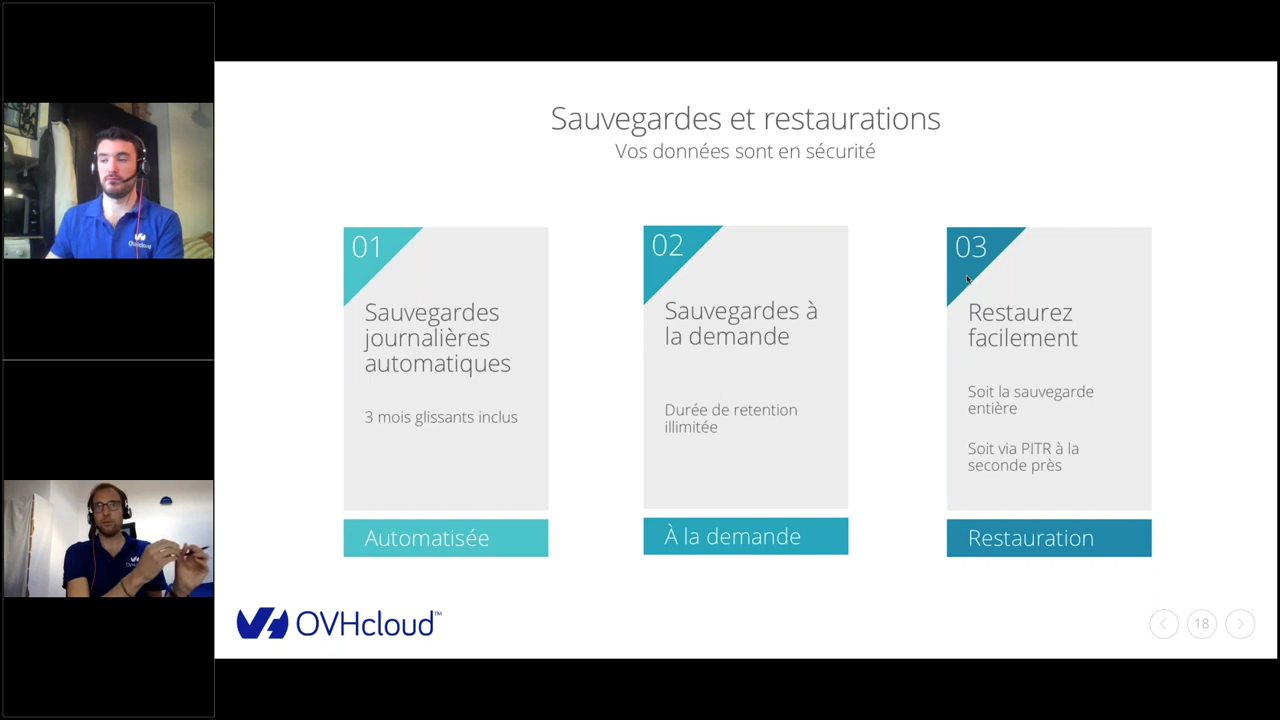 Sauvegardes et restaurations
Vos données sont en sécurité
01
Sauvegardes
journalières
automatiques
3 mois glissants inclus
Automatisée
02
Sauvegardes à
la demande
Durée de retention
illimitée
À la demande
03
Restaurez
facilement
Soit la sauvegarde
entière
Soit via PITR à la
seconde près
Restauration
OVHcloud™
18
OVHcloud